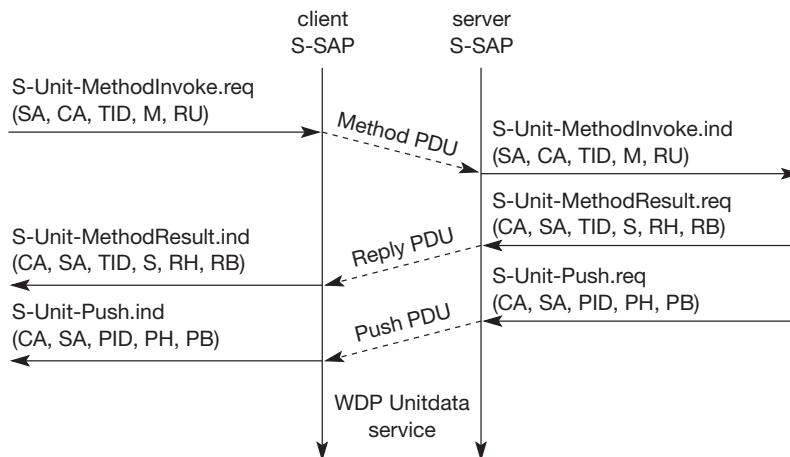 client
S-SAP
server
S-SAP
S-Unit-MethodInvoke.req
(SA, CA, TID, M, RU)
Method PDU
S-Unit-MethodInvoke.ind
(SA, CA, TID, M, RU)
S-Unit-MethodResult.req
(CA, SA, TID, S, RH, RB)
S-Unit-MethodResult.ind
(CA, SA, TID, S, RH, RB)
Reply PDU
S-Unit-Push.req
(CA, SA, PID, PH, PB)
S-Unit-Push.ind
(CA, SA, PID, PH, PB)
Push PDU
WDP Unitdata
service